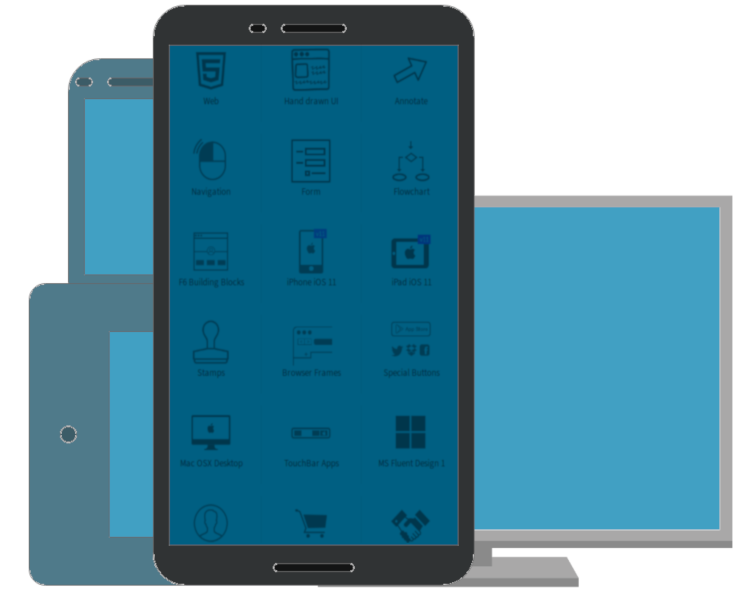 Web
Hand drawn UI
Annotate
Navigation
Form
Flowchart
F8 Building Blocks
iPhone iOS 11
iPad iOS 11
Stamps
Browser Frames
Special Buttons
Mac OSX Desktop
TouchBar Apps
MS Fluent Design 1